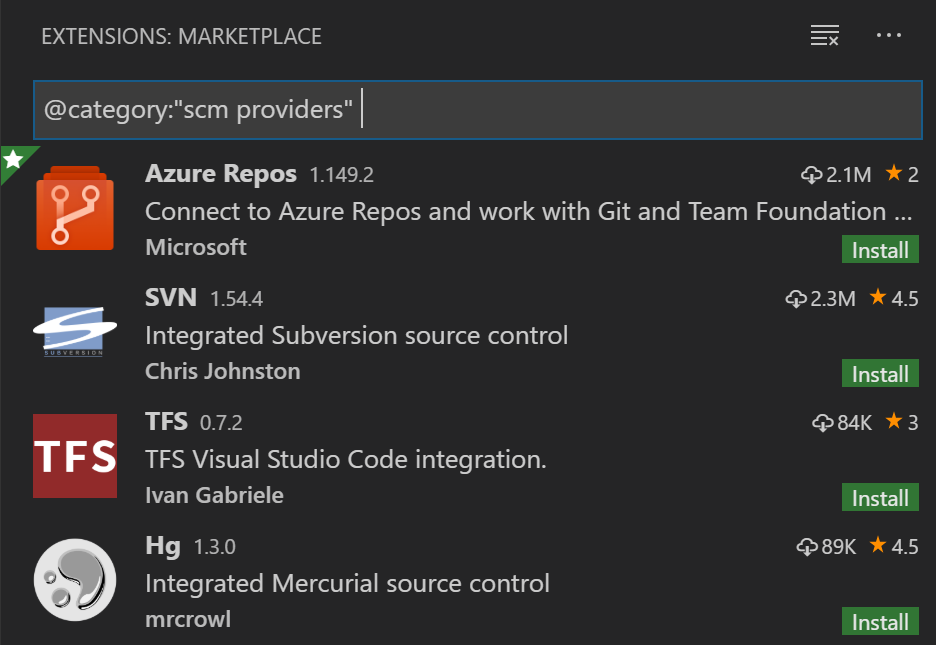 EXTENSIONS: MARKETPLACE
@category:"scm providers"
Azure Repos 1.149.2 2.1M 2
Connect to Azure Repos and work with Git and Team Foundation ...
Microsoft Install
SVN 1.54.4 2.3M 4.5
SUBVERSION Integrated Subversion source control
Chris Johnston Install
TFS 0.7.2 84K 3
TFS TFS Visual Studio Code integration.
Ivan Gabriele Install
Hg 1.3.0 89K 4.5
Integrated Mercurial source control
mrcrowl Install